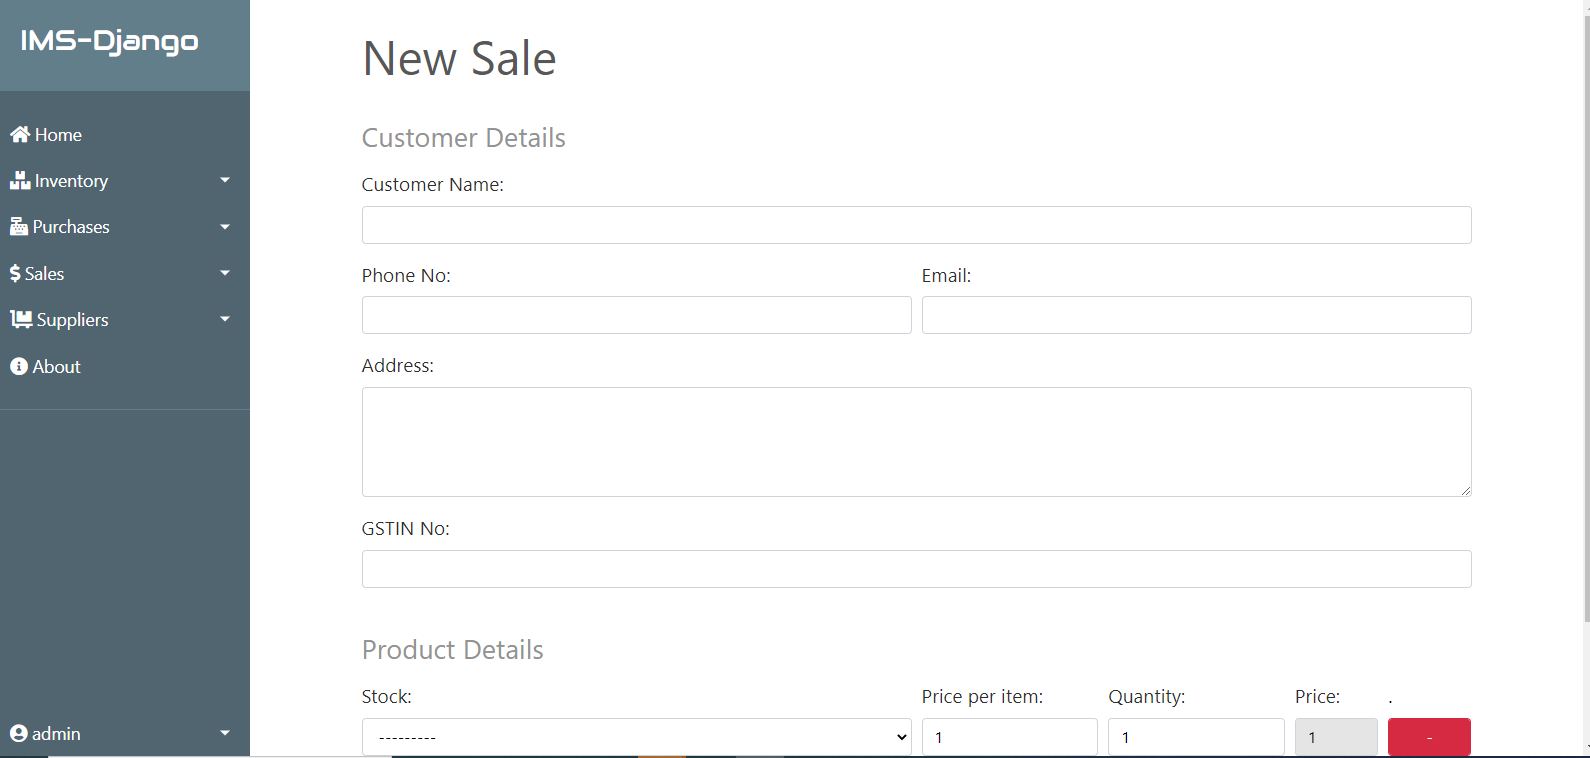 IMS-Django
Home
Inventory
Purchases
$ Sales
Suppliers
About
admin
New Sale
Customer Details
Customer Name:
Phone No: Email:
Address:
GSTIN No:
Product Details
Stock: Price per item: Quantity: Price: .
--------- 1 1 1 -